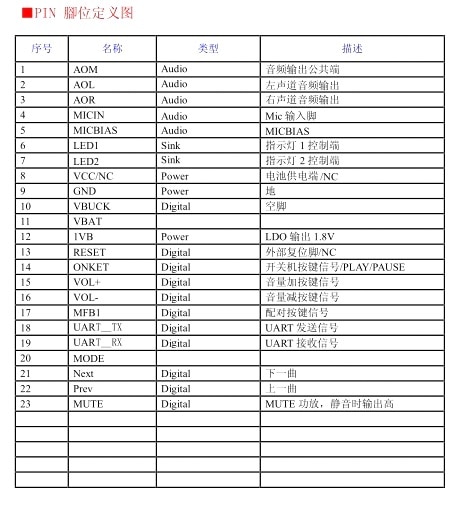 ■PIN 腳位定义图
序号 名称 类型 描述
1 AOM Audio 音频输出公共端
2 AOL Audio 左声道音频输出
3 AOR Audio 右声道音频输出
4 MICIN Audio Mic 输入脚
5 MICBIAS Audio MICBIAS
6 LED1 Sink 指示灯 1 控制端
7 LED2 Sink 指示灯 2 控制端
8 VCC/NC Power 电池供电端/NC
9 GND Power 地
10 VBUCK Digital 空脚
11 VBAT
12 1VB Power LDO 输出 1.8V
13 RESET Digital 外部复位脚/NC
14 ONKET Digital 开关机按键信号/PLAY/PAUSE
15 VOL+ Digital 音量加按键信号
16 VOL- Digital 音量减按键信号
17 MFB1 Digital 配对按键信号
18 UART__TX Digital UART 发送信号
19 UART__RX Digital UART 接收信号
20 MODE
21 Next Digital 下一曲
22 Prev Digital 上一曲
23 MUTE Digital MUTE 功放，静音时输出高